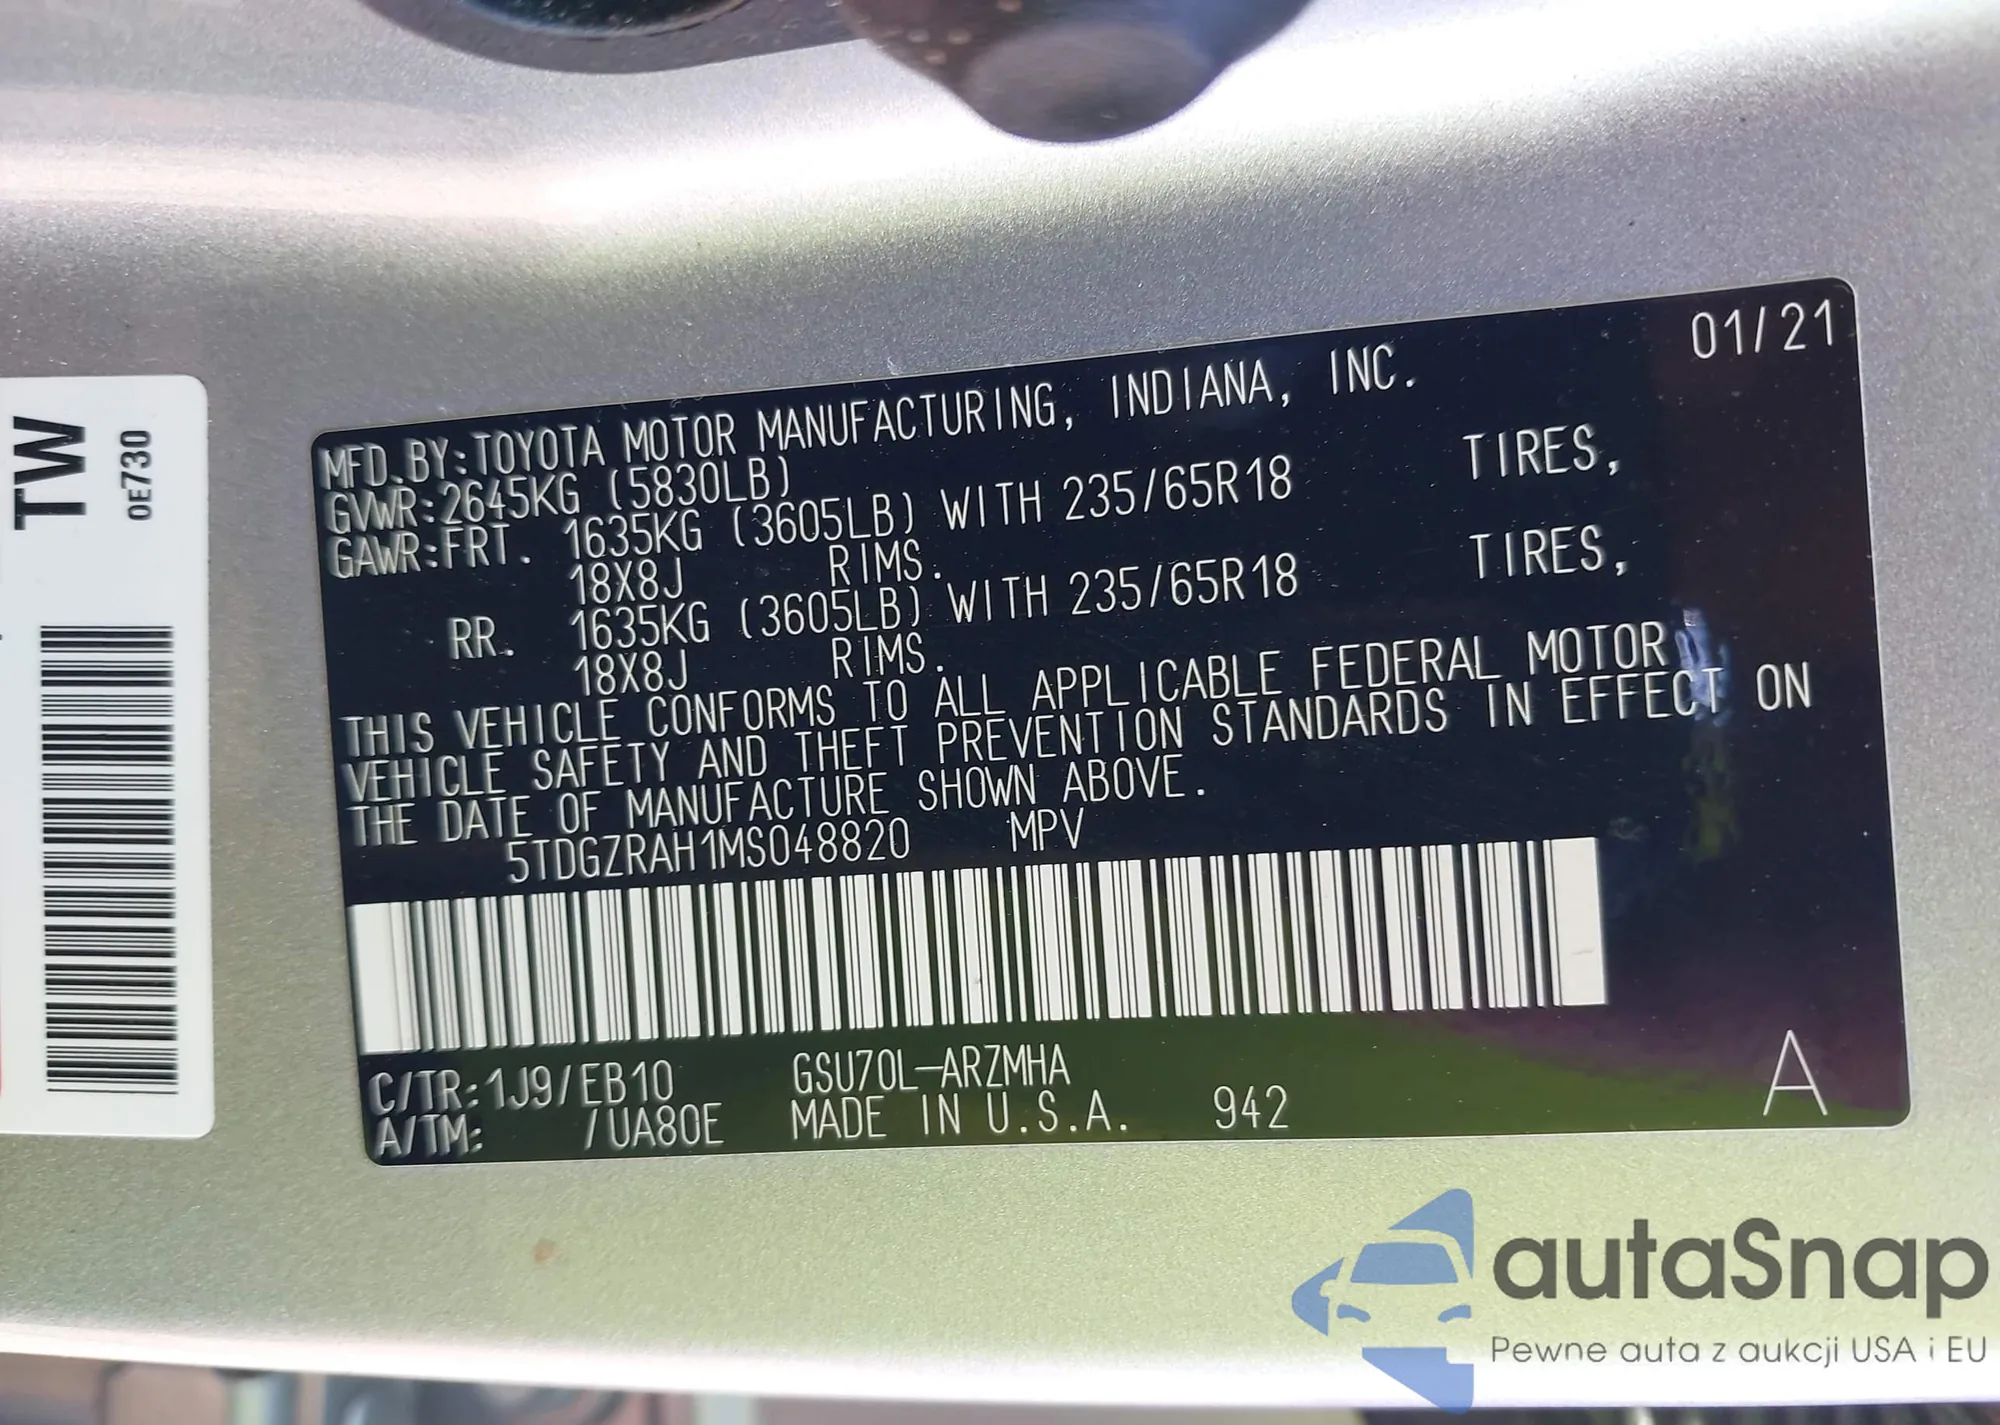 01/21
MFD.BY:TOYOTA MOTOR MANUFACTURING, INDIANA, INC.
GVWR:2645KG (5830LB)
GAWR:FRT. 1635KG (3605LB) WITH 235/65R18 TIRES,
18X8J RIMS.
RR. 1635KG (3605LB) WITH 235/65R18 TIRES,
18X8J RIMS.
THIS VEHICLE CONFORMS TO ALL APPLICABLE FEDERAL MOTOR
VEHICLE SAFETY AND THEFT PREVENTION STANDARDS IN EFFECT ON
THE DATE OF MANUFACTURE SHOWN ABOVE.
5TDGZRAH1MS048820 MPV
C/TR:1J9/EB10 GSU70L-ARZMHA
A/TM: /UA80E MADE IN U.S.A. 942
A
TW
0E730
autaSnap
Pewne auta z aukcji USA i EU